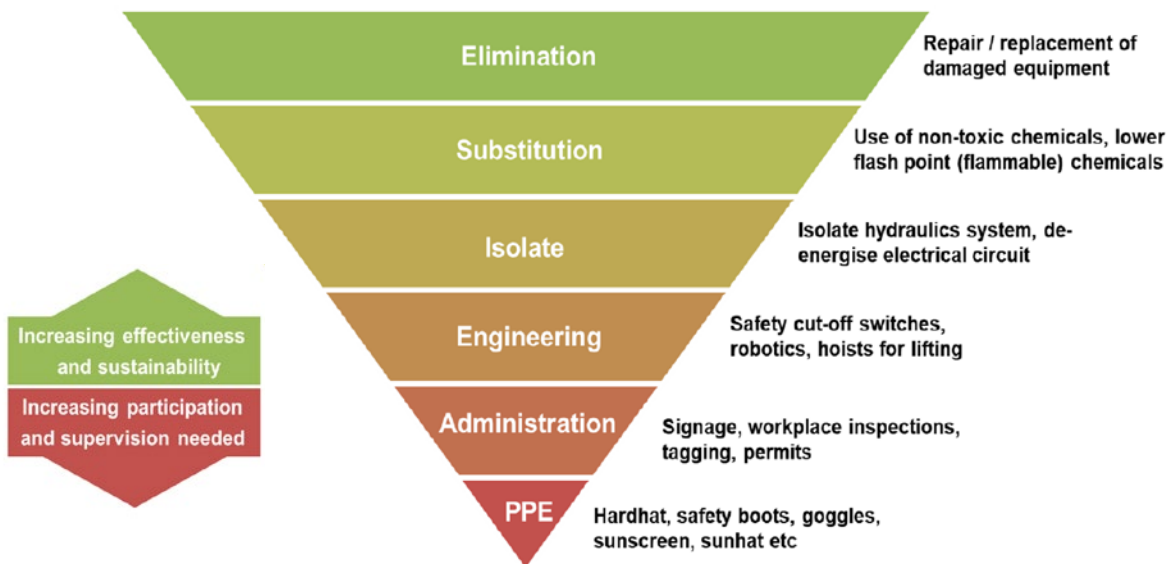 Elimination
Repair / replacement of
damaged equipment
Substitution
Use of non-toxic chemicals, lower
flash point (flammable) chemicals
Isolate
Isolate hydraulics system, de-
energise electrical circuit
Increasing effectiveness
and sustainability
Increasing participation
and supervision needed
Engineering
Safety cut-off switches,
robotics, hoists for lifting
Administration
Signage, workplace inspections,
tagging, permits
PPE
Hardhat, safety boots, goggles,
sunscreen, sunhat etc